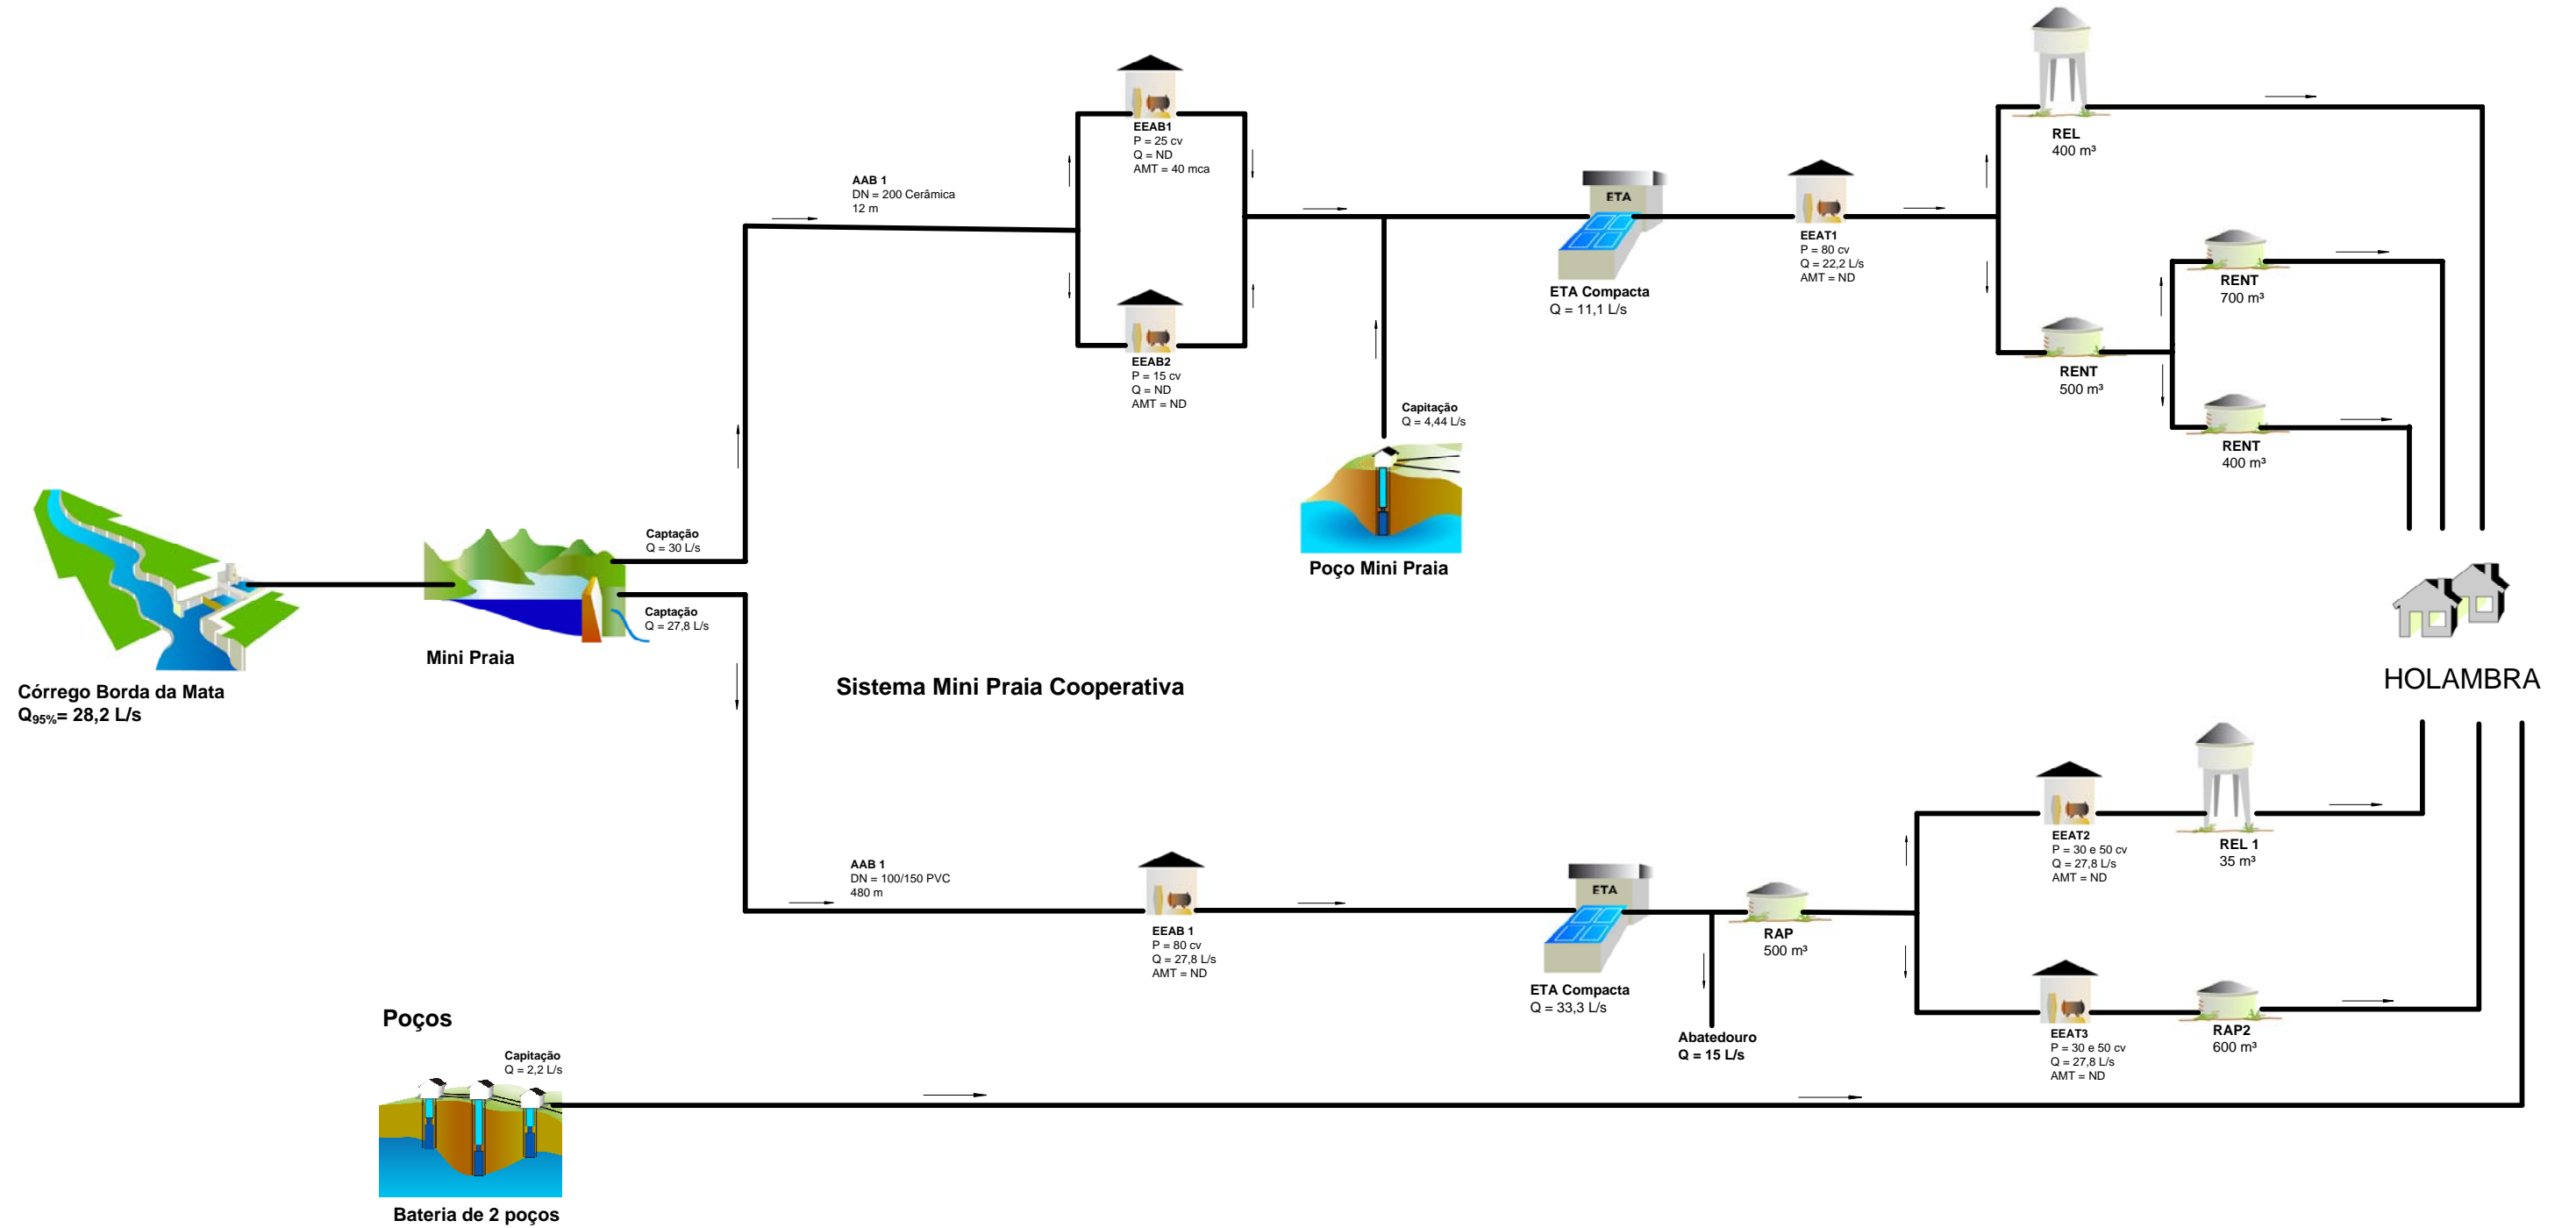 REL
400 m³
EEAB1
P = 25 cv
Q = ND
AMT = 40 mca
AAB 1
DN = 200 Cerâmica
12 m
ETA
ETA Compacta
Q = 11,1 L/s
EEAT1
P = 80 cv
Q = 22,2 L/s
AMT = ND
RENT
700 m³
RENT
500 m³
RENT
400 m³
EEAB2
P = 15 cv
Q = ND
AMT = ND
Capitação
Q = 4,44 L/s
Poço Mini Praia
Captação
Q = 30 L/s
Captação
Q = 27,8 L/s
Mini Praia
Córrego Borda da Mata
Q95%= 28,2 L/s
Sistema Mini Praia Cooperativa
HOLAMBRA
AAB 1
DN = 100/150 PVC
480 m
EEAB 1
P = 80 cv
Q = 27,8 L/s
AMT = ND
ETA
ETA Compacta
Q = 33,3 L/s
RAP
500 m³
EEAT2
P = 30 e 50 cv
Q = 27,8 L/s
AMT = ND
REL 1
35 m³
Abatedouro
Q = 15 L/s
EEAT3
P = 30 e 50 cv
Q = 27,8 L/s
AMT = ND
RAP2
600 m³
Poços
Capitação
Q = 2,2 L/s
Bateria de 2 poços